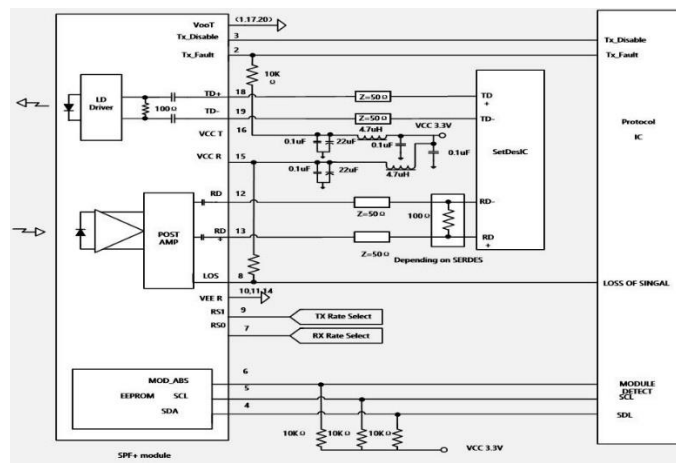 VooT (1,17.20)
Tx_Disable 3 Tx_Disable
Tx_Fault 2 Tx_Fault
10K
Ω
LD
Driver
100Ω
TD+ 18 Z=50Ω TD
+
TD- 19 Z=50Ω TD-
4.7uH
VCC T 16 VCC 3.3V
0.1uF 22uF 0.1uF 0.1uF
SetDesIC
Protocol
IC
VCC R 15
0.1uF 22uF
4.7uH
RD 12 RD-
-
Z=50Ω
100Ω
POST
AMP
RD 13 RD
+ +
Z=50Ω
Depending on SERDES
LOS 8 LOSS OF SINGAL
VEE R 10,11,14
RS1 9 TX Rate Select
RS0 7 RX Rate Select
MOD_ABS 6 MODULE
DETECT
EEPROM SCL 5 SCL
SDA 4 SDL
10KΩ 10KΩ 10KΩ
VCC 3.3V
SPF+ module